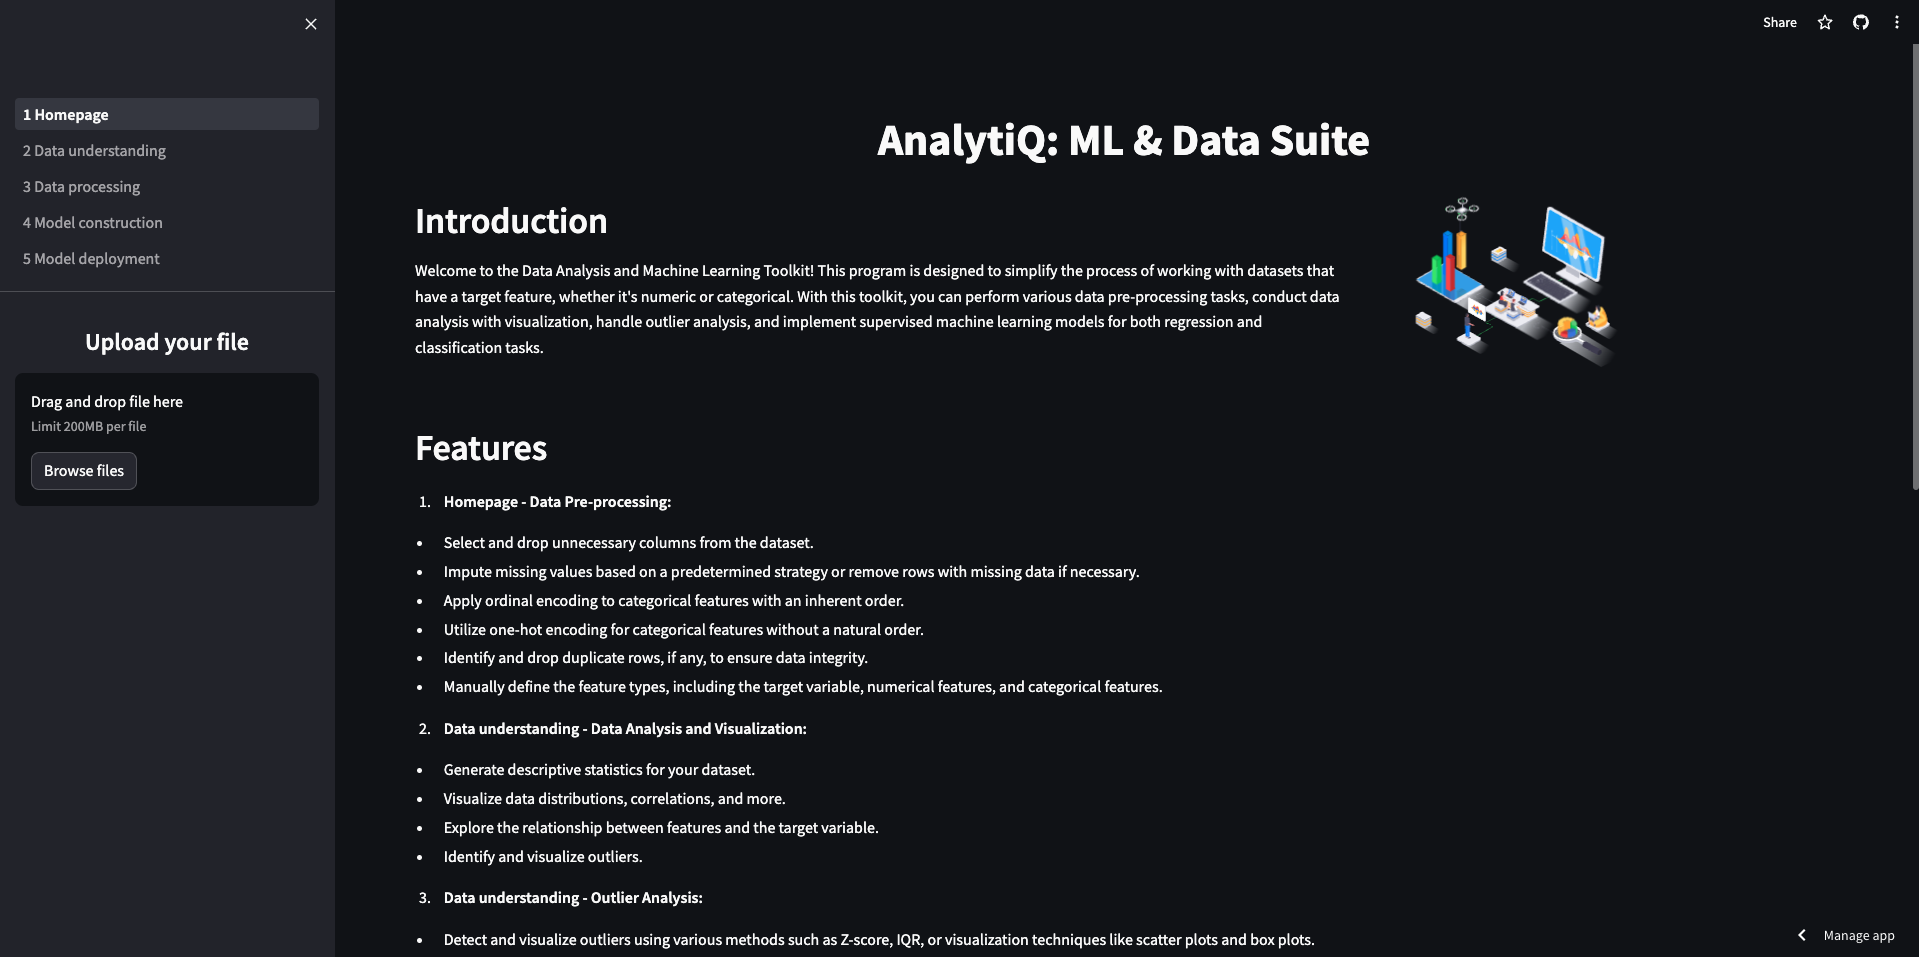 1 Homepage
2 Data understanding
3 Data processing
4 Model construction
5 Model deployment
Upload your file
Drag and drop file here
Limit 200MB per file
Browse files
Share
AnalytiQ: ML & Data Suite
Introduction
Welcome to the Data Analysis and Machine Learning Toolkit! This program is designed to simplify the process of working with datasets that
have a target feature, whether it's numeric or categorical. With this toolkit, you can perform various data pre-processing tasks, conduct data
analysis with visualization, handle outlier analysis, and implement supervised machine learning models for both regression and
classification tasks.
Features
1. Homepage - Data Pre-processing:
• Select and drop unnecessary columns from the dataset.
• Impute missing values based on a predetermined strategy or remove rows with missing data if necessary.
• Apply ordinal encoding to categorical features with an inherent order.
• Utilize one-hot encoding for categorical features without a natural order.
• Identify and drop duplicate rows, if any, to ensure data integrity.
• Manually define the feature types, including the target variable, numerical features, and categorical features.
2. Data understanding - Data Analysis and Visualization:
• Generate descriptive statistics for your dataset.
• Visualize data distributions, correlations, and more.
• Explore the relationship between features and the target variable.
• Identify and visualize outliers.
3. Data understanding - Outlier Analysis:
• Detect and visualize outliers using various methods such as Z-score, IQR, or visualization techniques like scatter plots and box plots.
Manage app